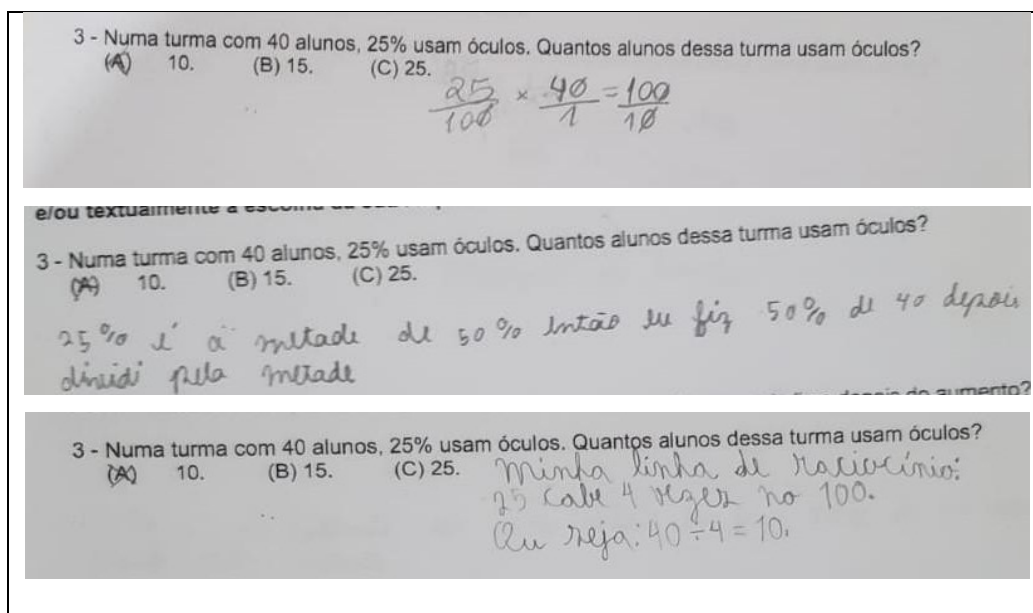 3 - Numa turma com 40 alunos, 25% usam óculos. Quantos alunos dessa turma usam óculos?
(A) 10. (B) 15. (C) 25.
25/100 × 40/1 = 100/10
e/ou textualmente a escolha da sua
3 - Numa turma com 40 alunos, 25% usam óculos. Quantos alunos dessa turma usam óculos?
(A) 10. (B) 15. (C) 25.
25% é a metade de 50% então eu fiz 50% de 40 depois
dividi pela metade
depois do aumento?
3 - Numa turma com 40 alunos, 25% usam óculos. Quantos alunos dessa turma usam óculos?
(A) 10. (B) 15. (C) 25. Minha linha de raciocínio:
25 cabe 4 vezes no 100.
Ou seja: 40 ÷ 4 = 10.